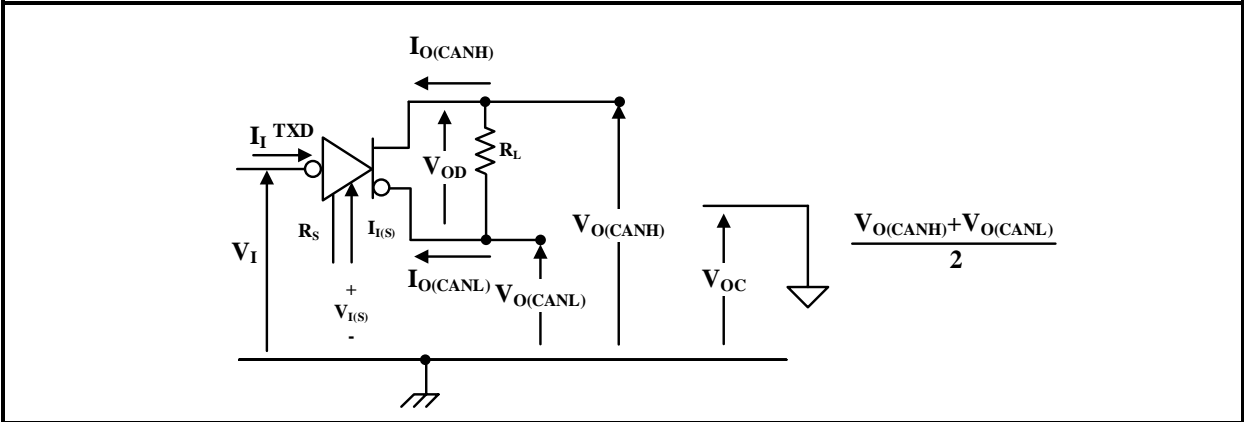 I_O(CANH)
I_I TXD
V_OD
R_L
R_S
I_I(S)
V_O(CANH)
V_O(CANH)+V_O(CANL)
2
V_I
I_O(CANL)
V_O(CANL)
V_OC
+
V_I(S)
-